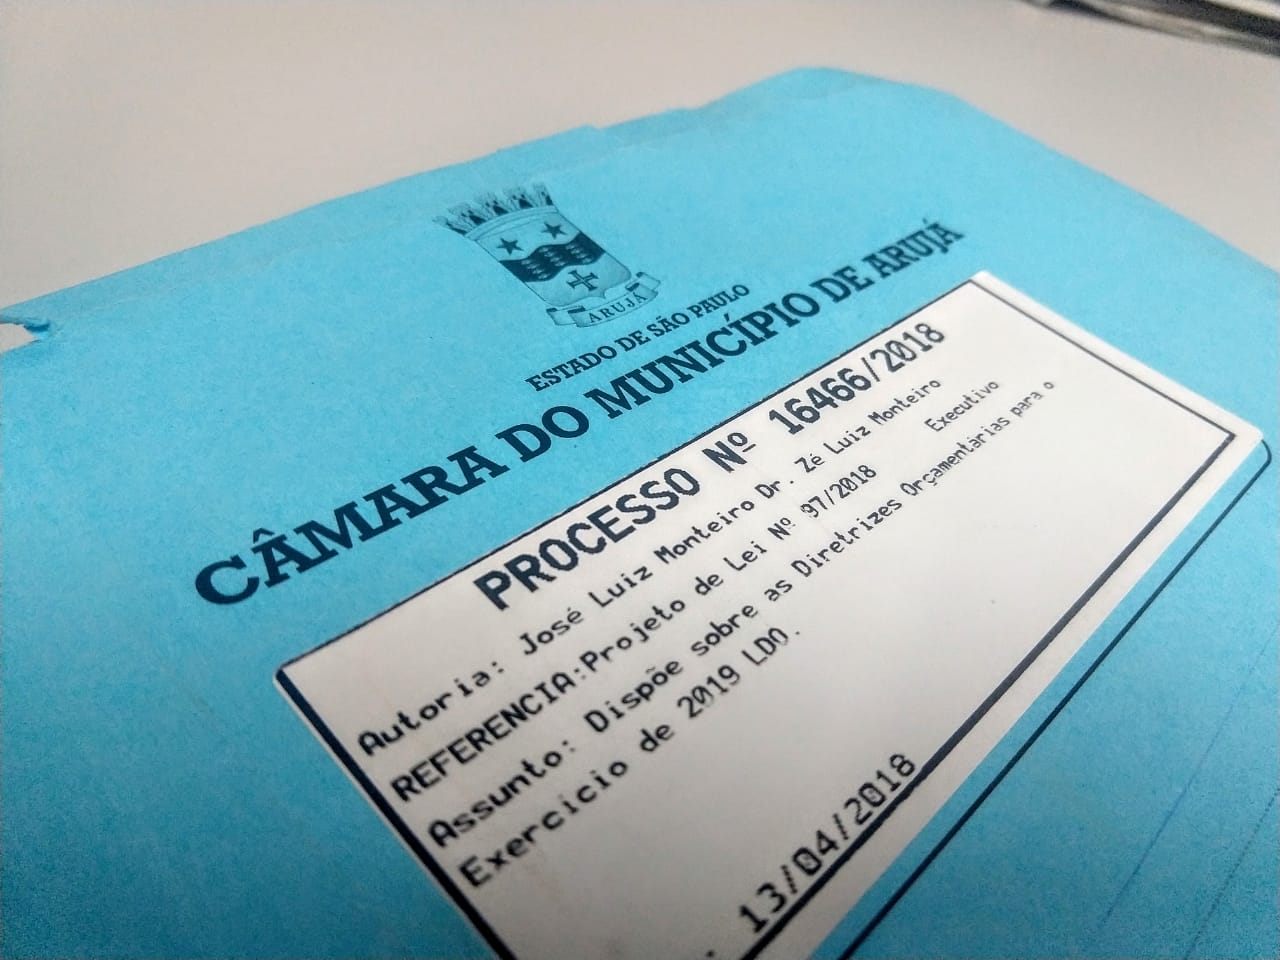 ARUJÁ
ESTADO DE SÃO PAULO
CÂMARA DO MUNICÍPIO DE ARUJÁ
PROCESSO Nº 16466/2018
Autoria: José Luiz Monteiro Dr. Zé Luiz Monteiro
REFERENCIA:Projeto de Lei Nº 97/2018 Executivo
Assunto: Dispõe sobre as Diretrizes Orçamentárias para o
Exercício de 2019 LDO.
13/04/2018